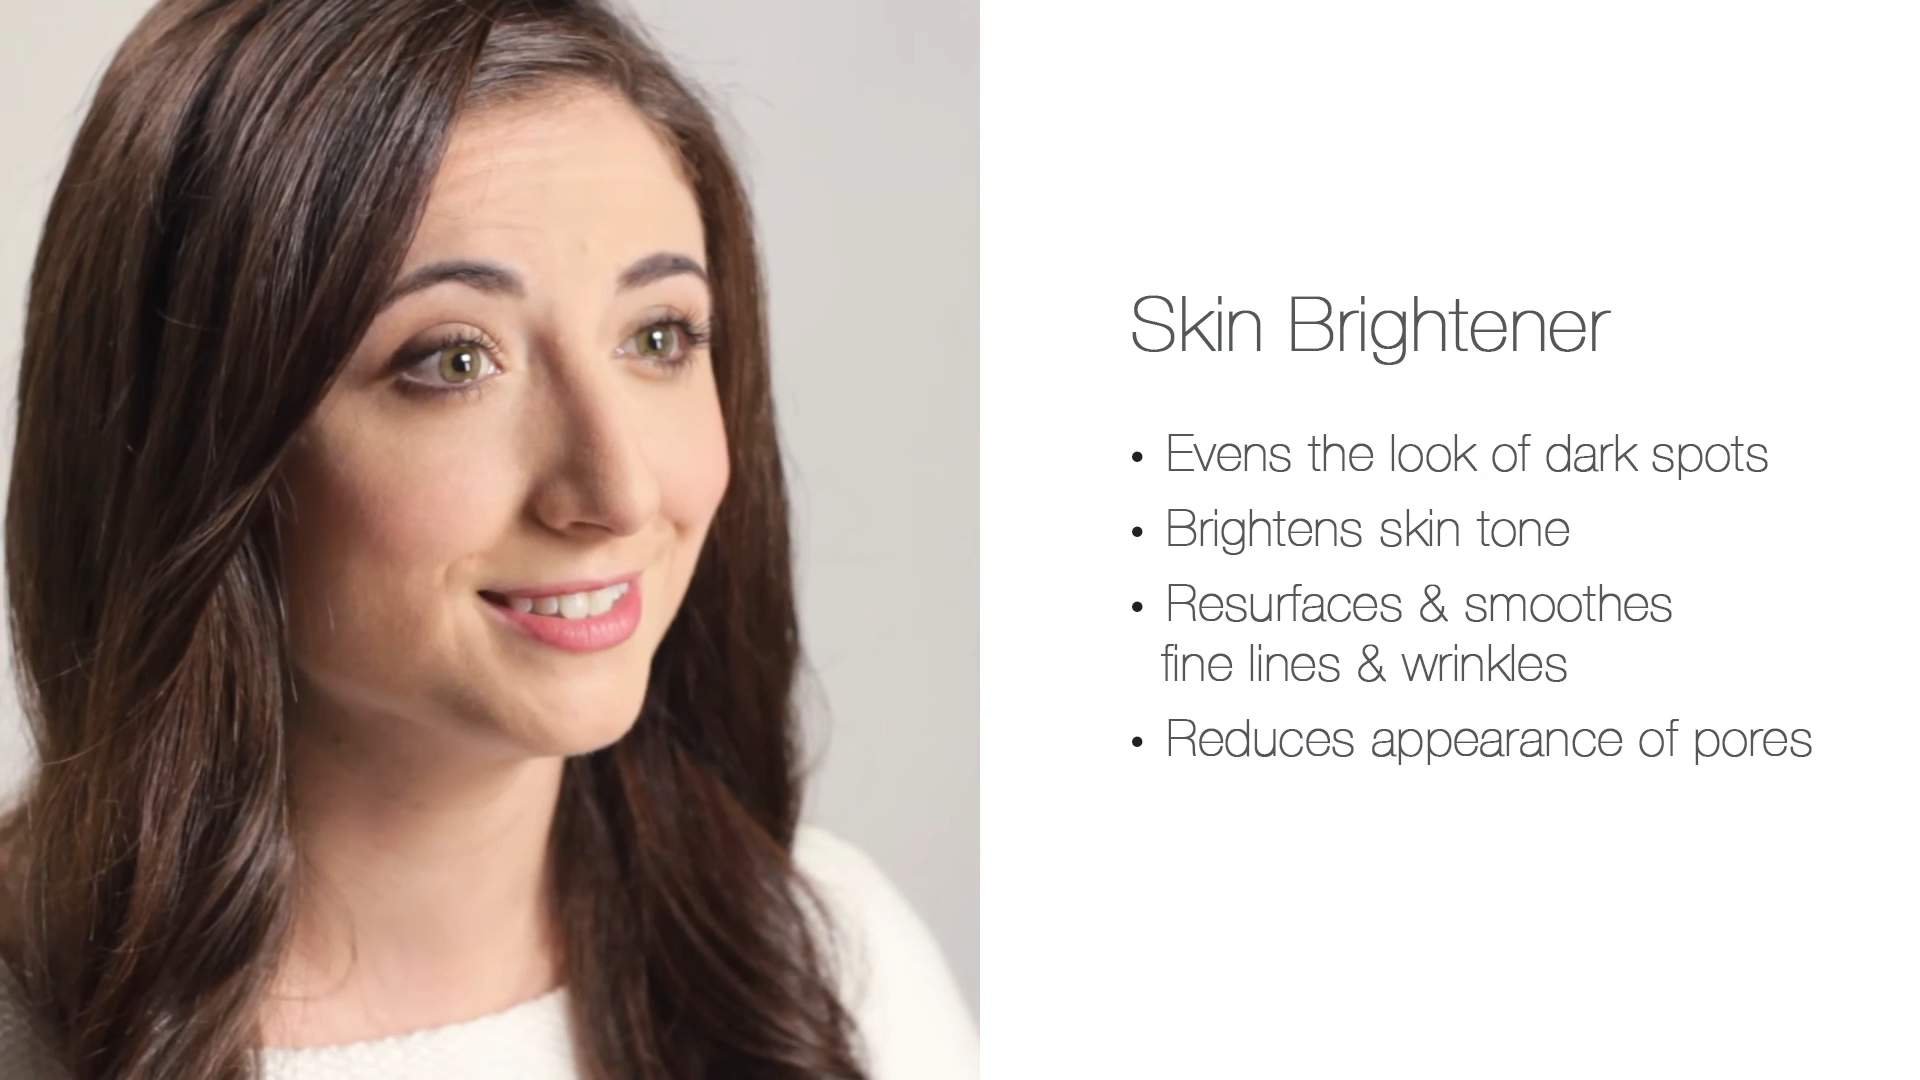 Skin Brightener
• Evens the look of dark spots
• Brightens skin tone
• Resurfaces & smoothes
fine lines & wrinkles
• Reduces appearance of pores